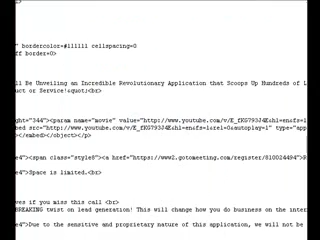 " bordercolor=#111111 cellspacing=0
ff border=0>
ll Be Unveiling an Incredible Revolutionary Application that Scoops Up Hundreds of L
uct or Service!&quot;<br>
ght="344"><param name="movie" value="http://www.youtube.com/v/E_fKG79334E&hl=en&fs=1
bed src="http://www.youtube.com/v/E_fKG79334E&hl=en&fs=1&rel=0&autoplay=1" type="app
></embed></object>
e4"><span class="style8"><a href="https://www2.gotomeeting.com/register/810024494">R
e4">Space is limited.<br>
ves if you miss this call <br>
BREAKING twist on lead generation! This will change how you do business on the inter
e4">Due to the sensitive and proprietary nature of this application, we will not be